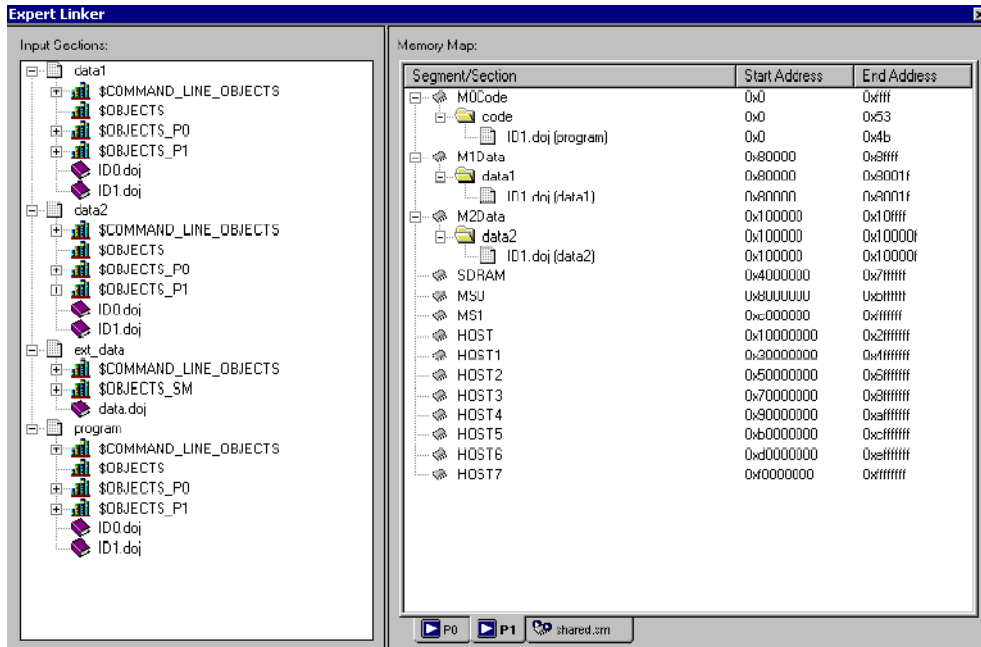 Expert Linker
Input Sections:
data1
$COMMAND_LINE_OBJECTS
$OBJECTS
$OBJECTS_P0
$OBJECTS_P1
ID0.doj
ID1.doj
data2
$COMMAND_LINE_OBJECTS
$OBJECTS
$OBJECTS_P0
$OBJECTS_P1
ID0.doj
ID1.doj
ext_data
$COMMAND_LINE_OBJECTS
$OBJECTS_SM
data.doj
program
$COMMAND_LINE_OBJECTS
$OBJECTS
$OBJECTS_P0
$OBJECTS_P1
ID0.doj
ID1.doj
Memory Map:
Segment/Section Start Address End Address
M0Code 0x0 0xffff
code 0x0 0x53
ID1.doj (program) 0x0 0x4b
M1Data 0x80000 0x8ffff
data1 0x80000 0x8001f
ID1.doj (data1) 0x80000 0x8001f
M2Data 0x100000 0x10ffff
data2 0x100000 0x10000f
ID1.doj (data2) 0x100000 0x10000f
SDRAM 0x4000000 0x7ffffff
MS0 0x8000000 0xbffffff
MS1 0xc000000 0xfffffff
HOST 0x10000000 0x2fffffff
HOST1 0x30000000 0x4fffffff
HOST2 0x50000000 0x6fffffff
HOST3 0x70000000 0x8fffffff
HOST4 0x90000000 0xafffffff
HOST5 0xb0000000 0xcfffffff
HOST6 0xd0000000 0xefffffff
HOST7 0xf0000000 0xffffffff
P0 P1 shared.sm